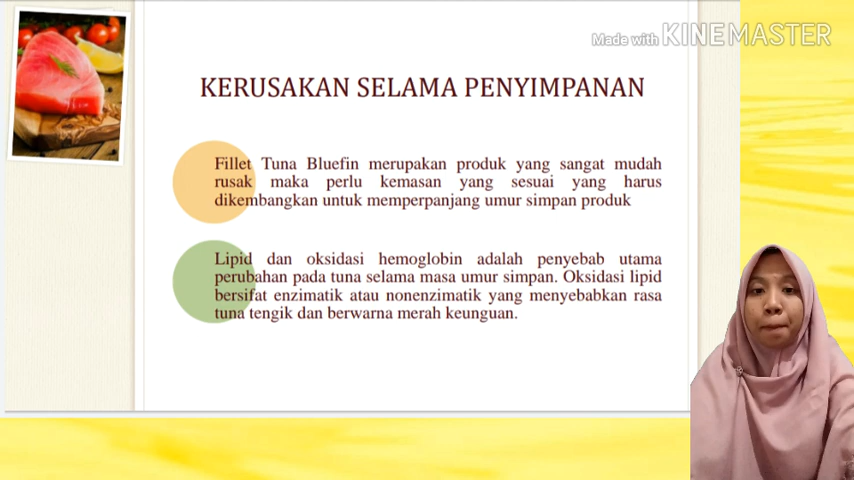 Made with KINEMASTER
KERUSAKAN SELAMA PENYIMPANAN
Fillet Tuna Bluefin merupakan produk yang sangat mudah
rusak maka perlu kemasan yang sesuai yang harus
dikembangkan untuk memperpanjang umur simpan produk
Lipid dan oksidasi hemoglobin adalah penyebab utama
perubahan pada tuna selama masa umur simpan. Oksidasi lipid
bersifat enzimatik atau nonenzimatik yang menyebabkan rasa
tuna tengik dan berwarna merah keunguan.